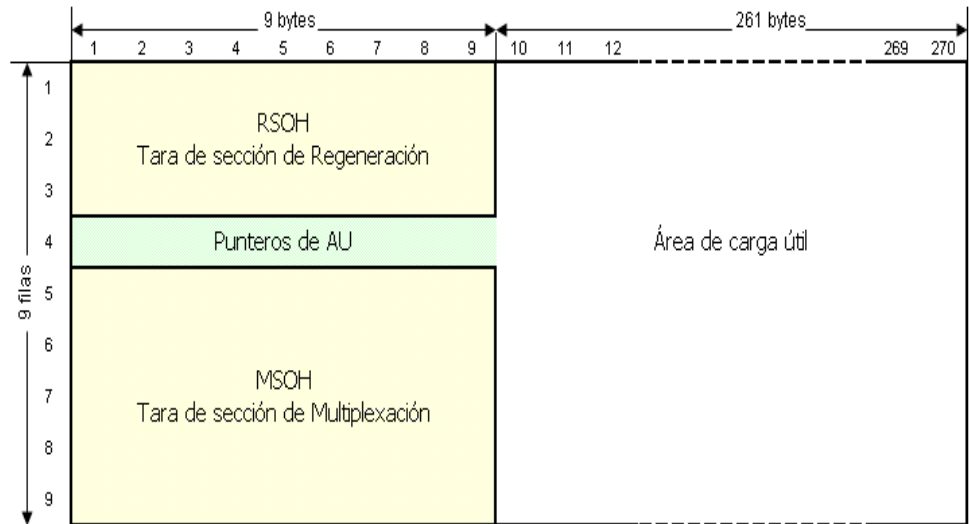 9 bytes 261 bytes
1 2 3 4 5 6 7 8 9 10 11 12 269 270
1
2
3
4
5
6
7
8
9
9 filas
RSOH
Tara de sección de Regeneración
Punteros de AU
Área de carga útil
MSOH
Tara de sección de Multiplexación